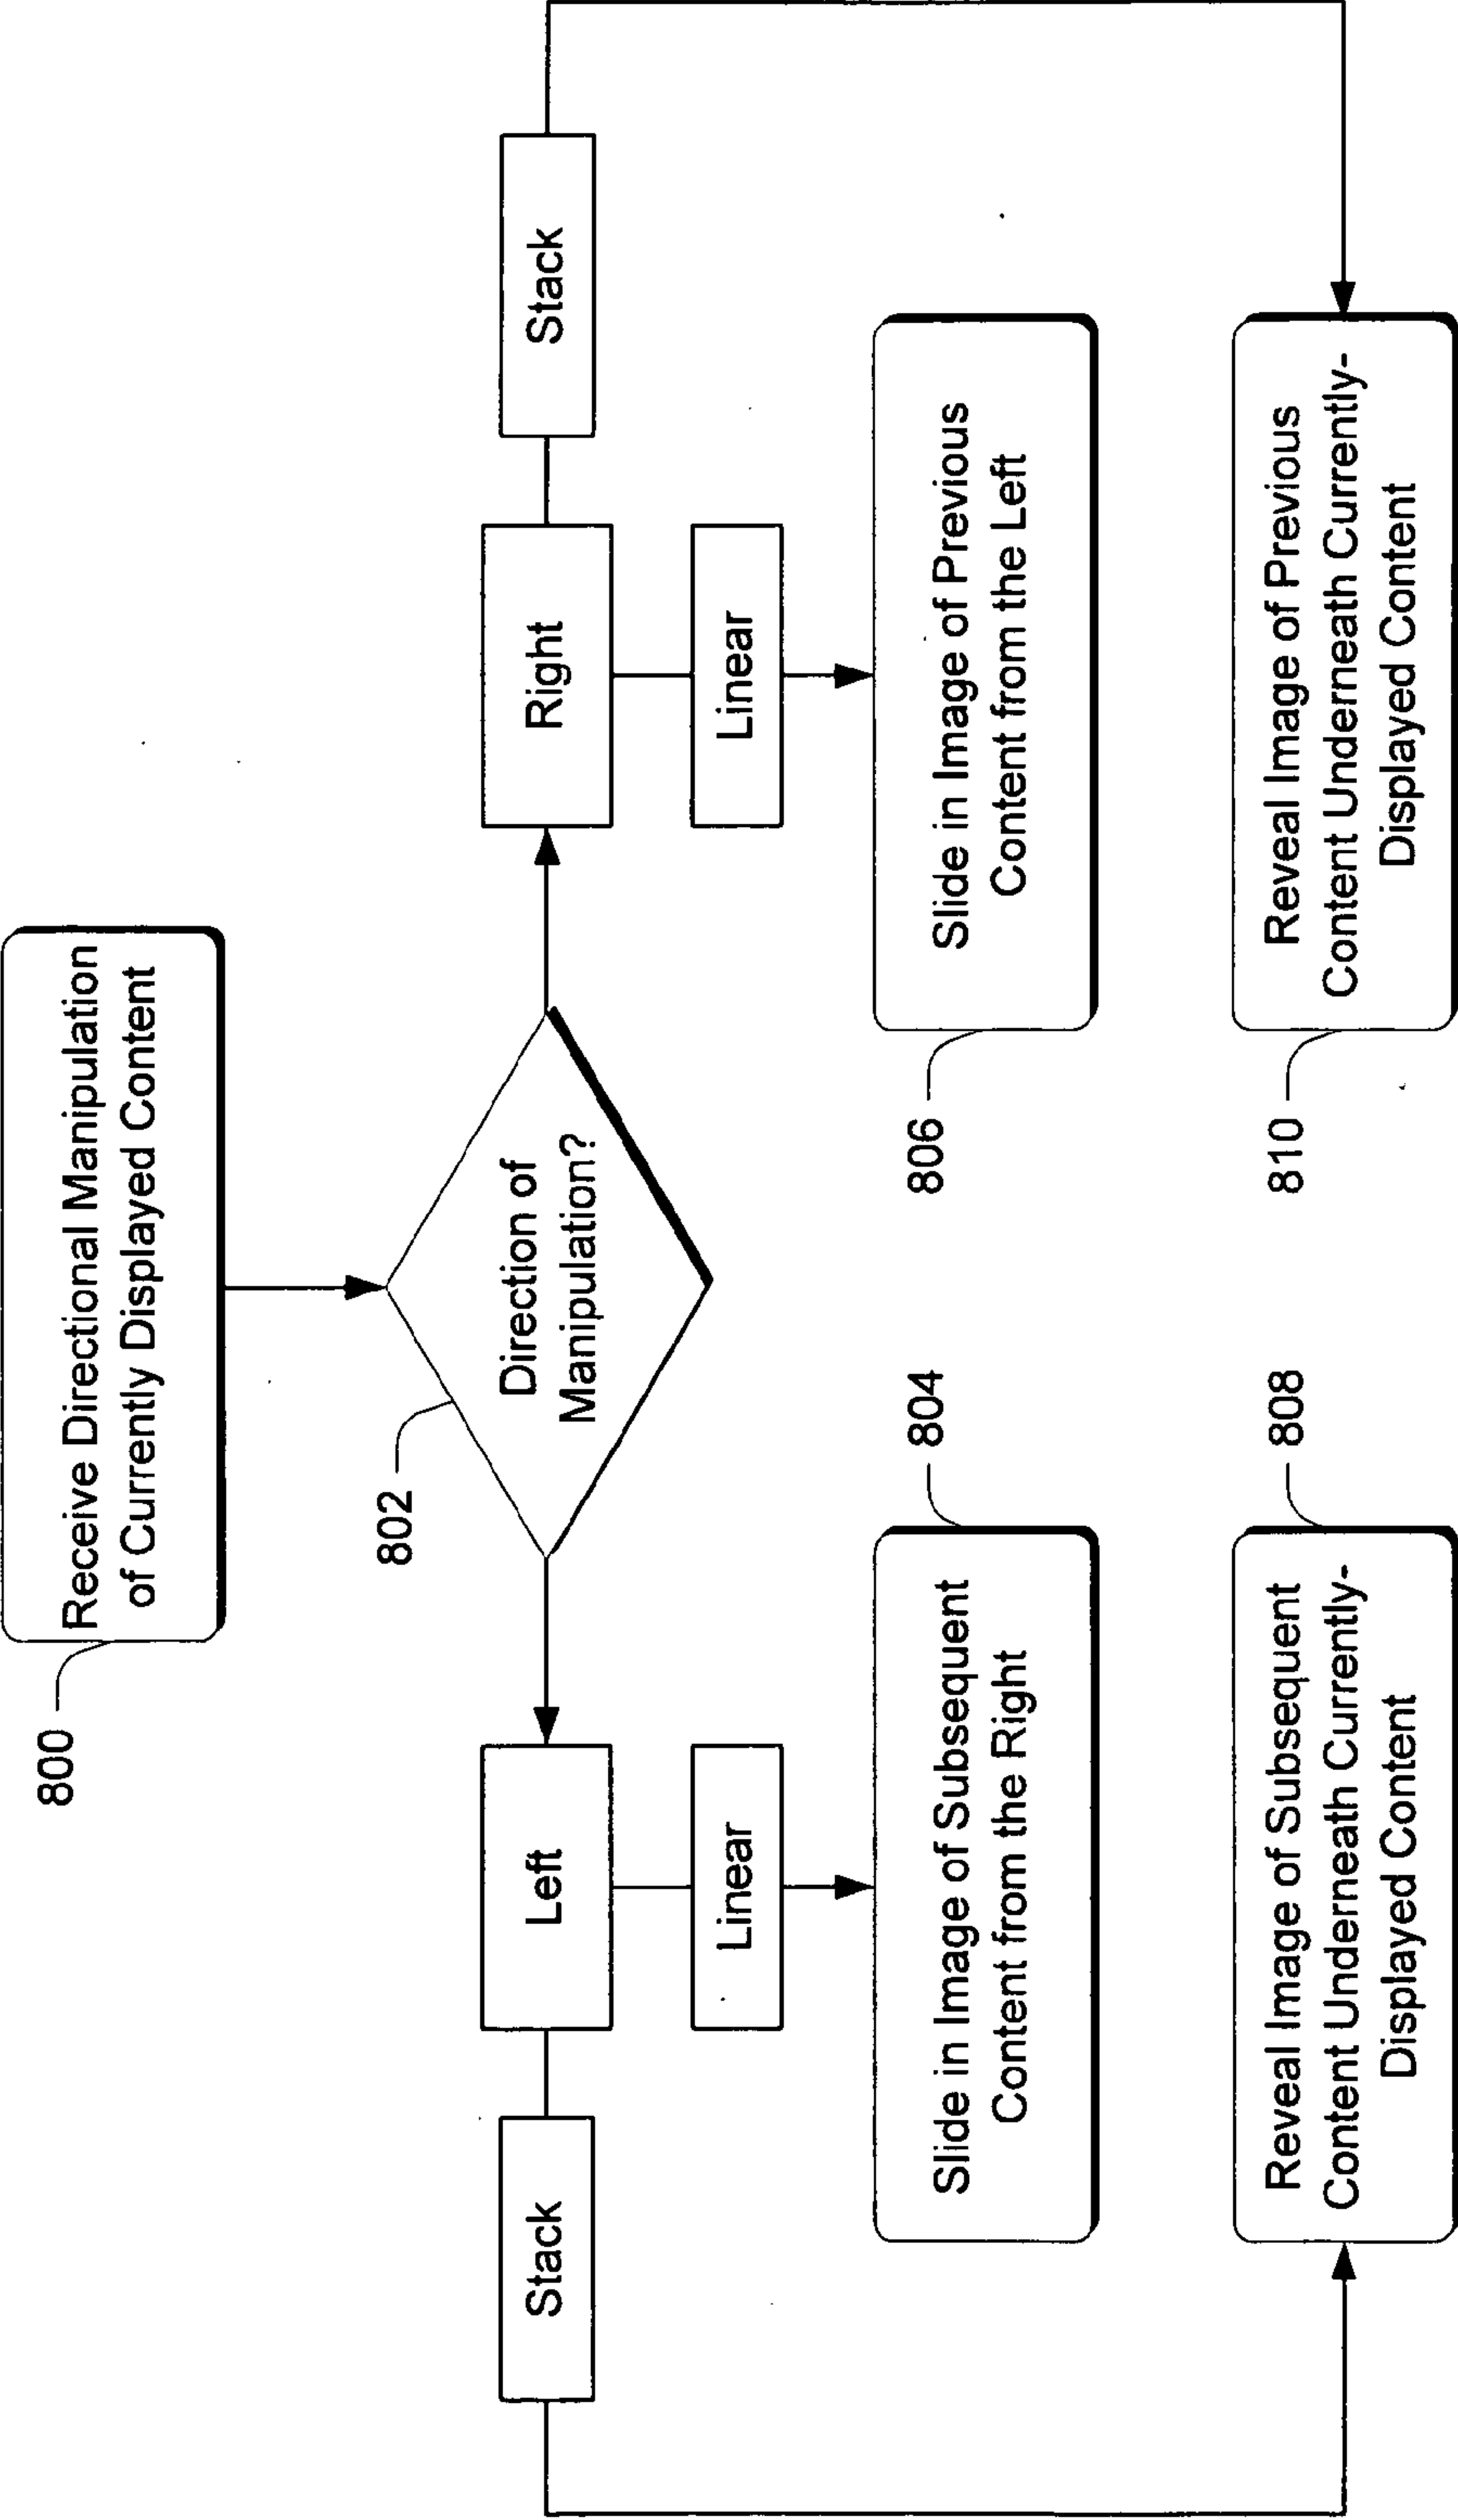 800
Receive Directional Manipulation
of Currently Displayed Content
802
Direction of
Manipulation?
Stack
Left
Right
Stack
Linear
Linear
Slide in Image of Subsequent
Content from the Right
804
806
Slide in Image of Previous
Content from the Left
Reveal Image of Subsequent
Content Underneath Currently-
Displayed Content
808
810
Reveal Image of Previous
Content Underneath Currently-
Displayed Content